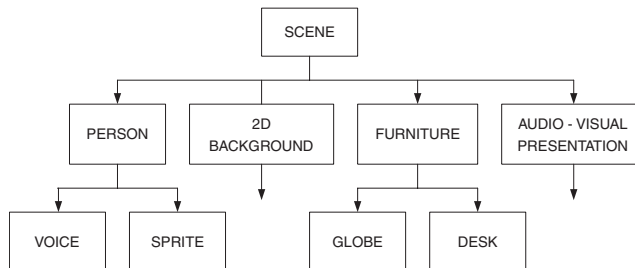 SCENE
PERSON
2D
BACKGROUND
FURNITURE
AUDIO - VISUAL
PRESENTATION
VOICE
SPRITE
GLOBE
DESK